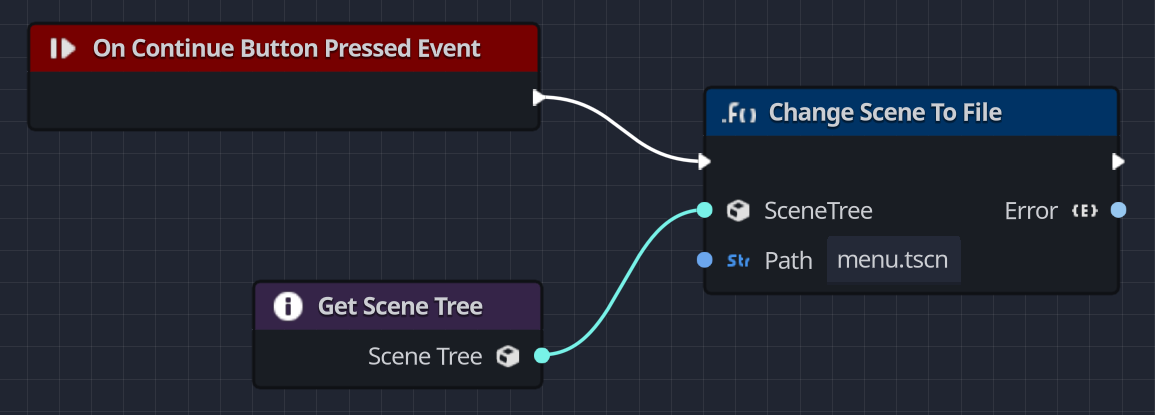 On Continue Button Pressed Event
.F()
Change Scene To File
SceneTree
Error {E}
Str Path menu.tscn
Get Scene Tree
Scene Tree